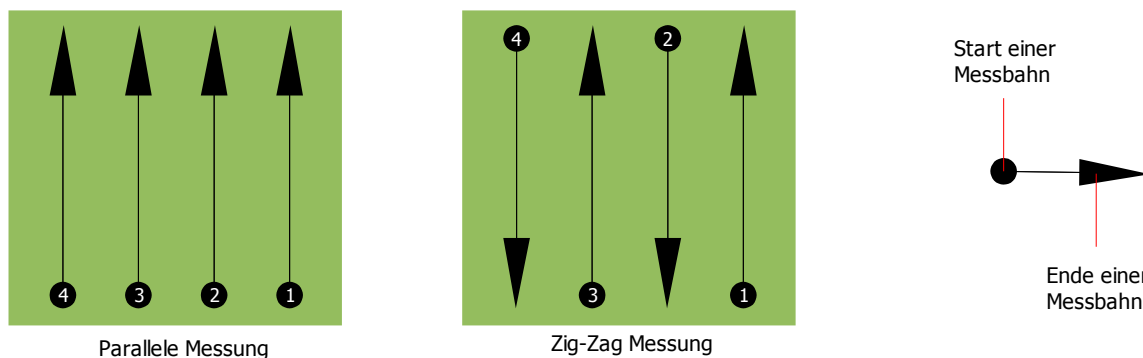 4 3 2 1
Parallele Messung
4 2
3 1
Zig-Zag Messung
Start einer
Messbahn
Ende einer
Messbahn